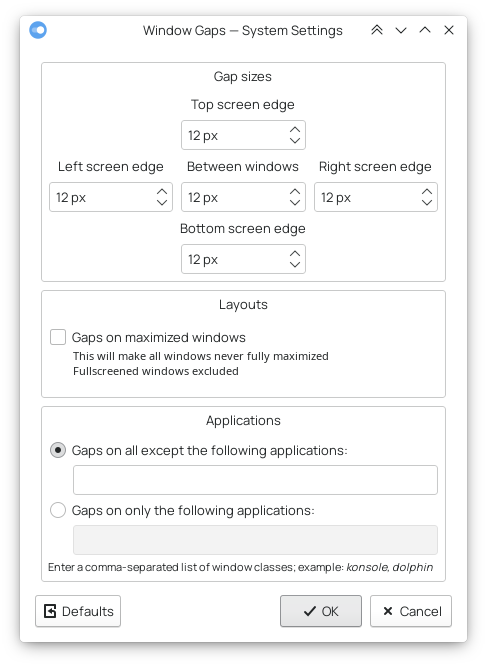 Window Gaps — System Settings
Gap sizes
Top screen edge
12 px
Left screen edge Between windows Right screen edge
12 px 12 px 12 px
Bottom screen edge
12 px
Layouts
Gaps on maximized windows
This will make all windows never fully maximized
Fullscreened windows excluded
Applications
Gaps on all except the following applications:
Gaps on only the following applications:
Enter a comma-separated list of window classes; example: konsole, dolphin
Defaults OK Cancel